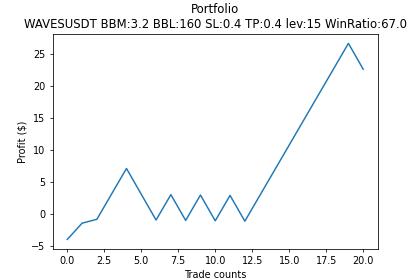 Portfolio
WAVESUSDT BBM:3.2 BBL:160 SL:0.4 TP:0.4 lev:15 WinRatio:67.0
25
20
15
10
5
0
−5
Profit ($)
0.0 2.5 5.0 7.5 10.0 12.5 15.0 17.5 20.0
Trade counts